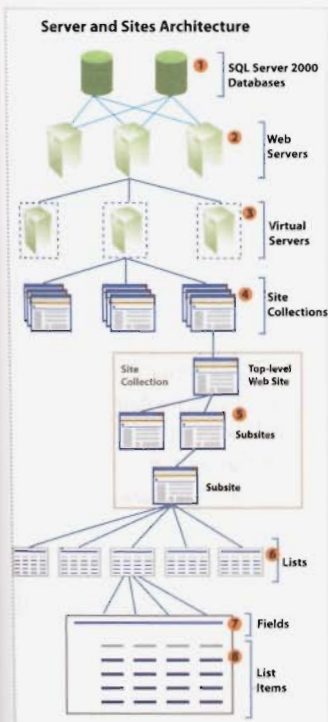 Server and Sites Architecture
1
SQL Server 2000
Databases
2
Web
Servers
3
Virtual
Servers
4
Site
Collections
Site
Collection
Top-level
Web Site
5
Subsites
Subsite
6
Lists
7
Fields
8
List
Items